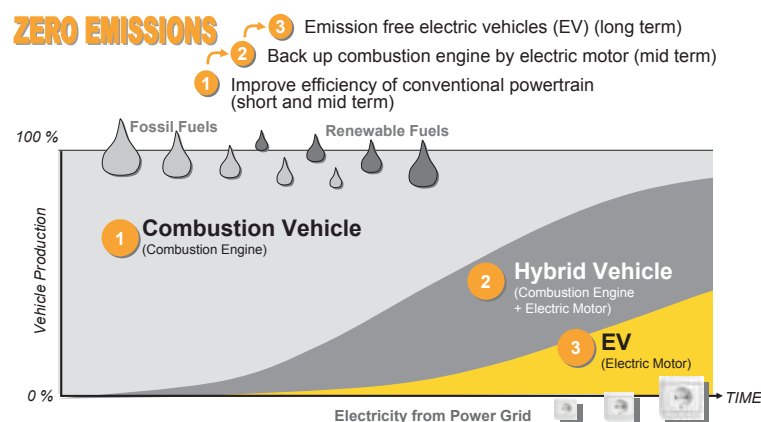 ZERO EMISSIONS
3 Emission free electric vehicles (EV) (long term)
2 Back up combustion engine by electric motor (mid term)
1 Improve efficiency of conventional powertrain
(short and mid term)
100 %
Fossil Fuels
Renewable Fuels
Vehicle Production
1 Combustion Vehicle
(Combustion Engine)
2 Hybrid Vehicle
(Combustion Engine
+ Electric Motor)
3 EV
(Electric Motor)
0 %
TIME
Electricity from Power Grid